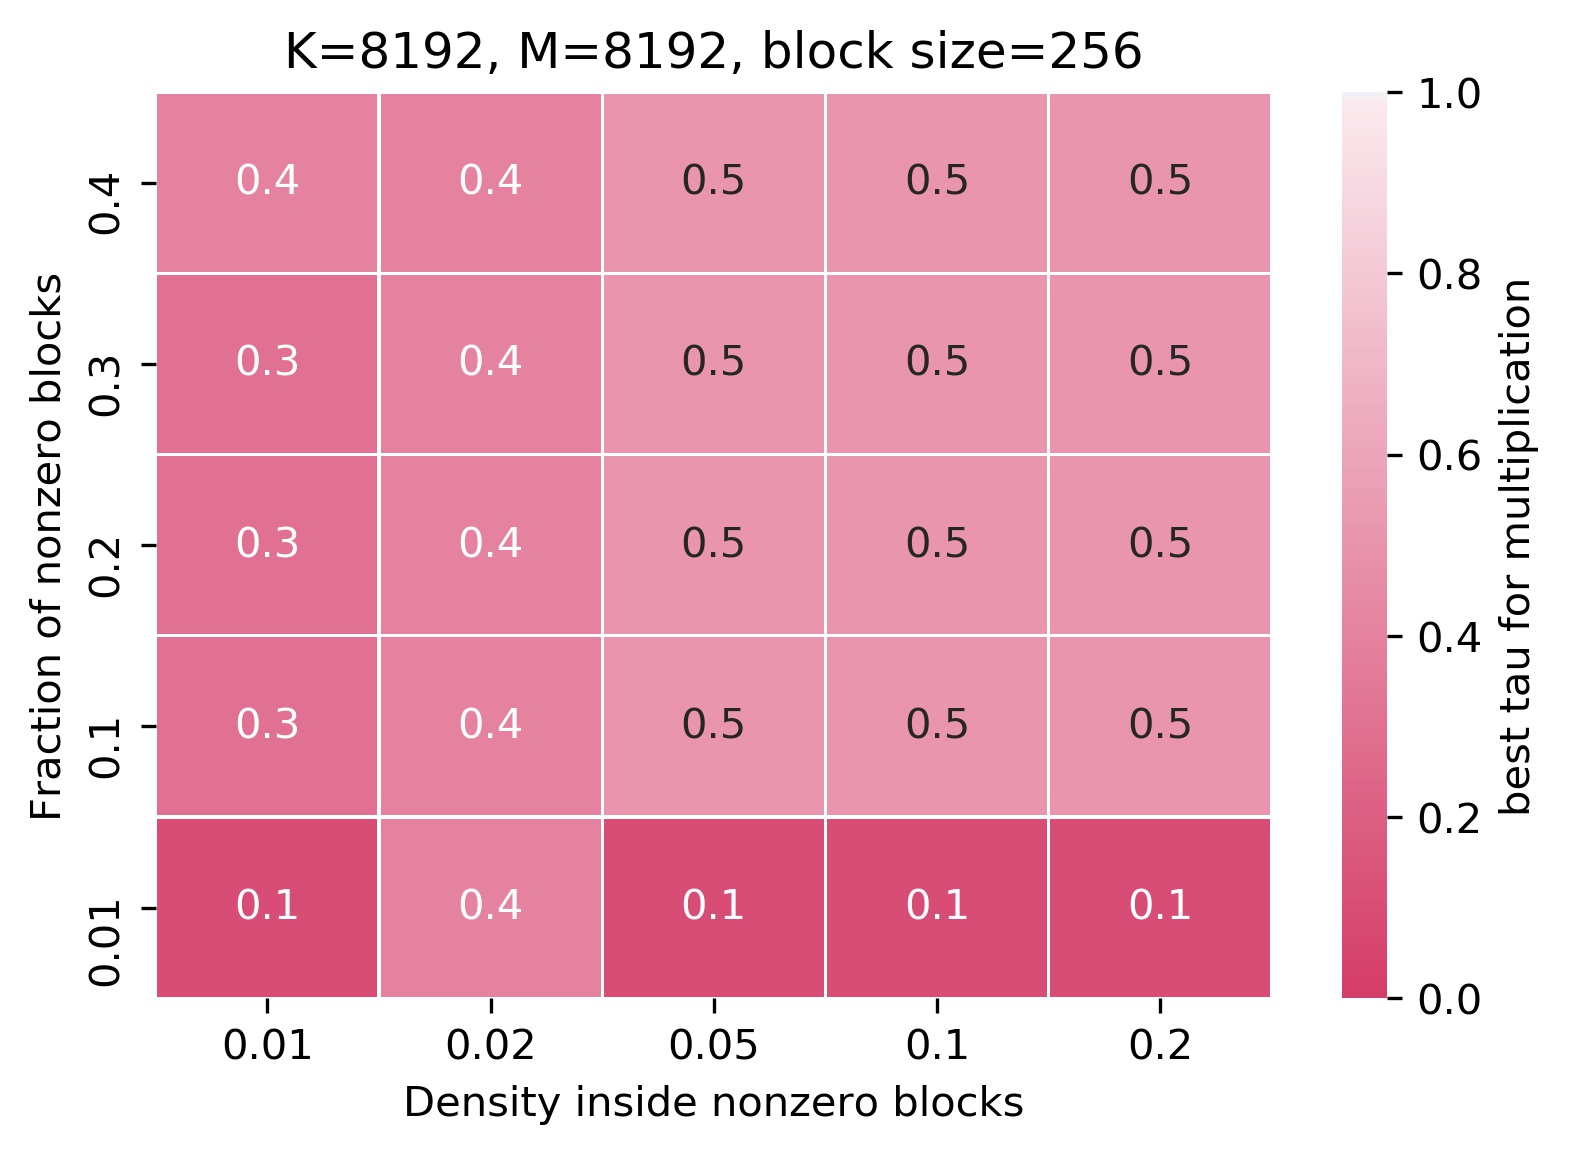 K=8192, M=8192, block size=256
Fraction of nonzero blocks
0.4
0.4 0.4 0.5 0.5 0.5
0.3
0.3 0.4 0.5 0.5 0.5
0.2
0.3 0.4 0.5 0.5 0.5
0.1
0.3 0.4 0.5 0.5 0.5
0.01
0.1 0.4 0.1 0.1 0.1
0.01 0.02 0.05 0.1 0.2
Density inside nonzero blocks
1.0
0.8
0.6
0.4
0.2
0.0
best tau for multiplication